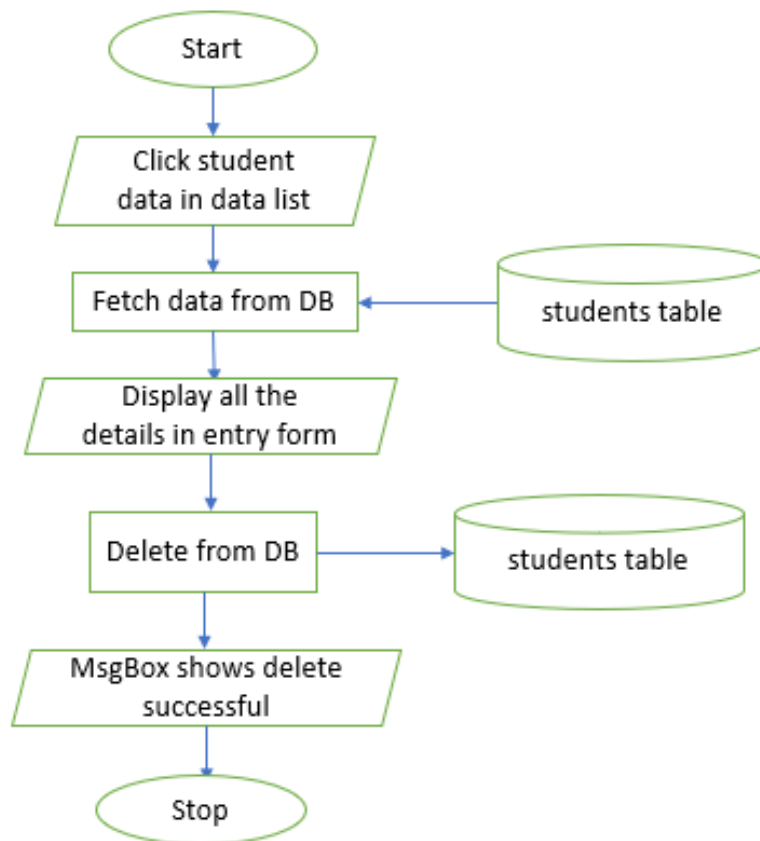 Start
Click student
data in data list
Fetch data from DB
students table
Display all the
details in entry form
Delete from DB
students table
MsgBox shows delete
successful
Stop